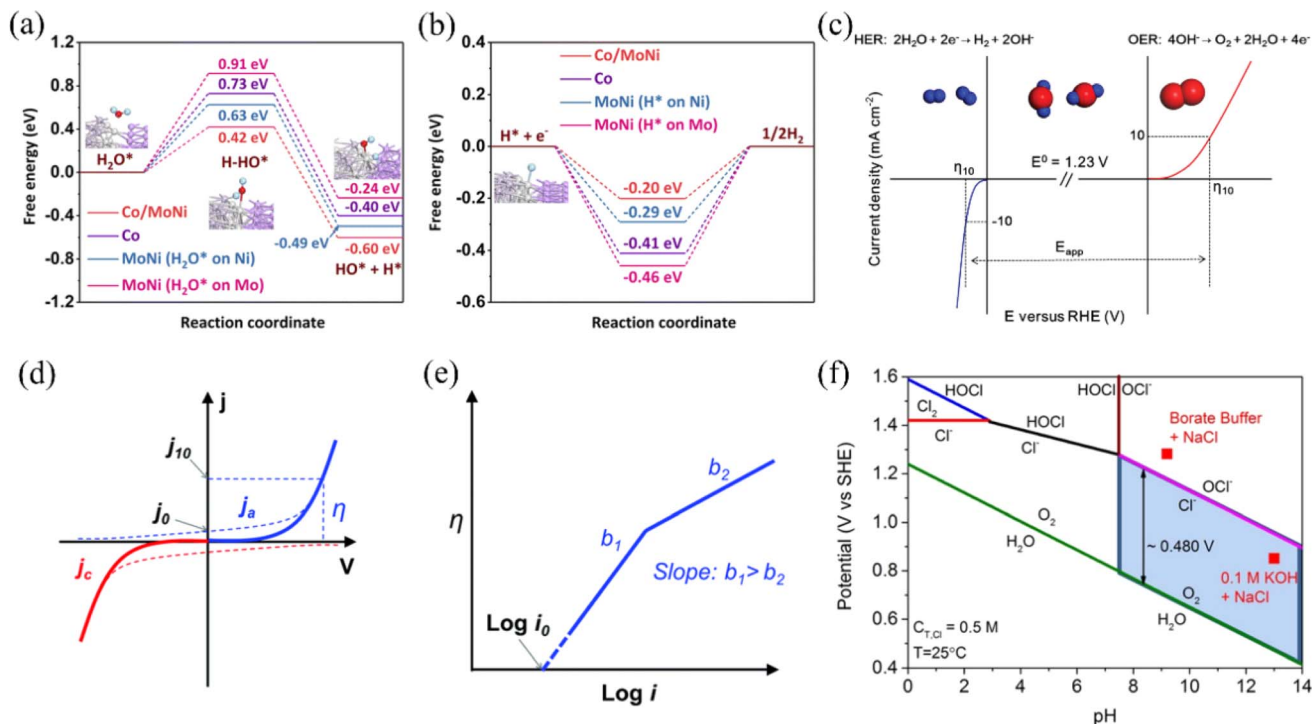 (a)
Free energy (eV)
1.2
0.8
0.4
0.0
-0.4
-0.8
-1.2
0.91 eV
0.73 eV
0.63 eV
0.42 eV
H₂O*
H-HO*
-0.24 eV
-0.40 eV
-0.49 eV
-0.60 eV
HO* + H*
Co/MoNi
Co
MoNi (H₂O* on Ni)
MoNi (H₂O* on Mo)
Reaction coordinate
(b)
Free energy (eV)
0.4
0.2
0.0
-0.2
-0.4
-0.6
Co/MoNi
Co
MoNi (H* on Ni)
MoNi (H* on Mo)
H* + e⁻
1/2H₂
-0.20 eV
-0.29 eV
-0.41 eV
-0.46 eV
Reaction coordinate
(c)
HER: 2H₂O + 2e⁻→ H₂ + 2OH⁻
OER: 4OH⁻→ O₂ + 2H₂O + 4e⁻
Current density (mA cm⁻²)
10
E⁰ = 1.23 V
η₁₀
η₁₀
-10
Eapp
E versus RHE (V)
(d)
j
j₁₀
j₀
jₐ
η
V
j_c
(e)
η
b₁
b₂
Slope: b₁> b₂
Log i₀
Log i
(f)
Potential (V vs SHE)
1.6
1.4
1.2
1.0
0.8
0.6
0.4
HOCl
Cl₂
Cl⁻
HOCl
Cl⁻
HOCl OCl⁻
Borate Buffer
+ NaCl
OCl⁻
Cl⁻
O₂
H₂O
~ 0.480 V
0.1 M KOH
+ NaCl
O₂
H₂O
C_T,Cl = 0.5 M
T=25°C
0 2 4 6 8 10 12 14
pH